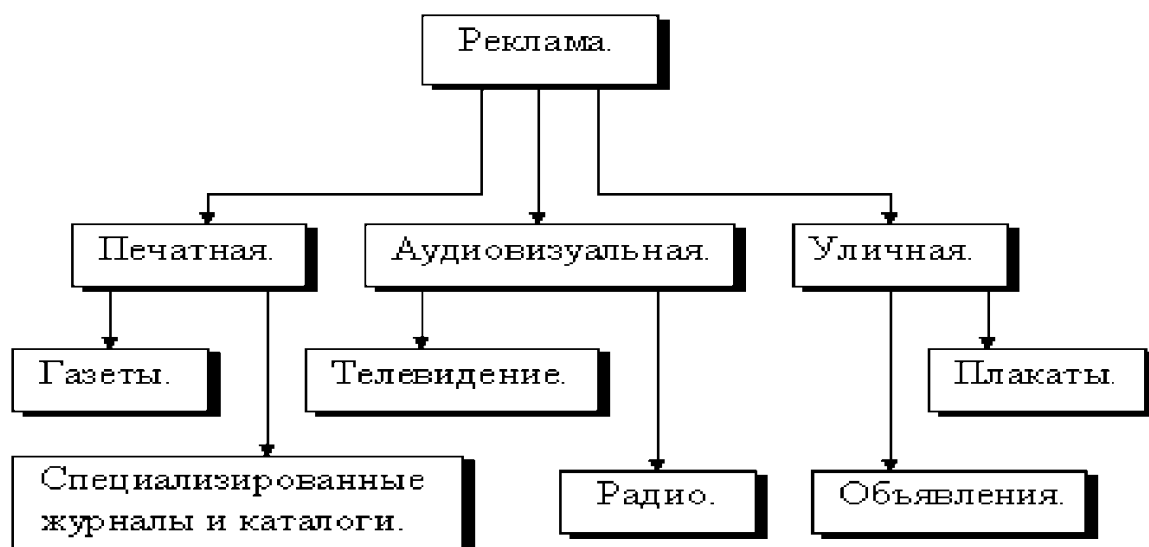 Реклама.
Печатная.
Аудиовизуальная.
Уличная.
Газеты.
Телевидение.
Плакаты.
Специализированные
журналы и каталоги.
Радио.
Объявления.